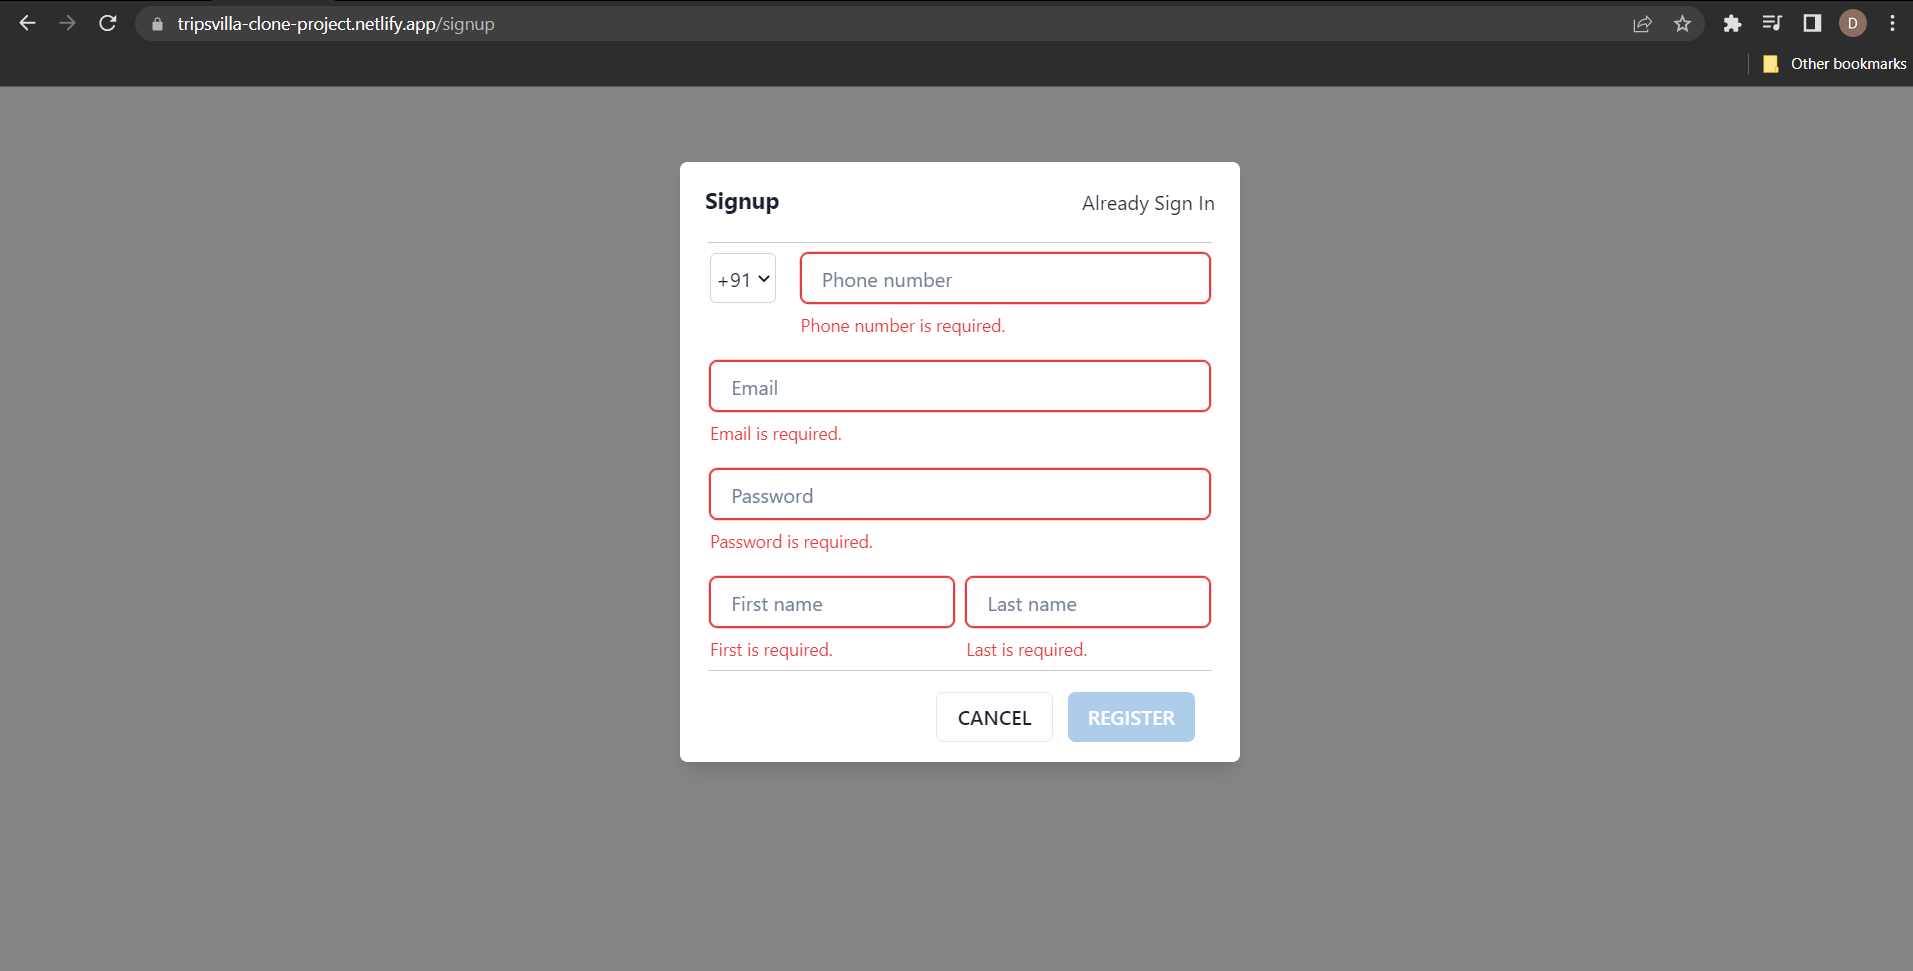 tripsvilla-clone-project.netlify.app/signup
D
Other bookmarks
Signup
Already Sign In
+91
Phone number
Phone number is required.
Email
Email is required.
Password
Password is required.
First name
Last name
First is required.
Last is required.
CANCEL
REGISTER